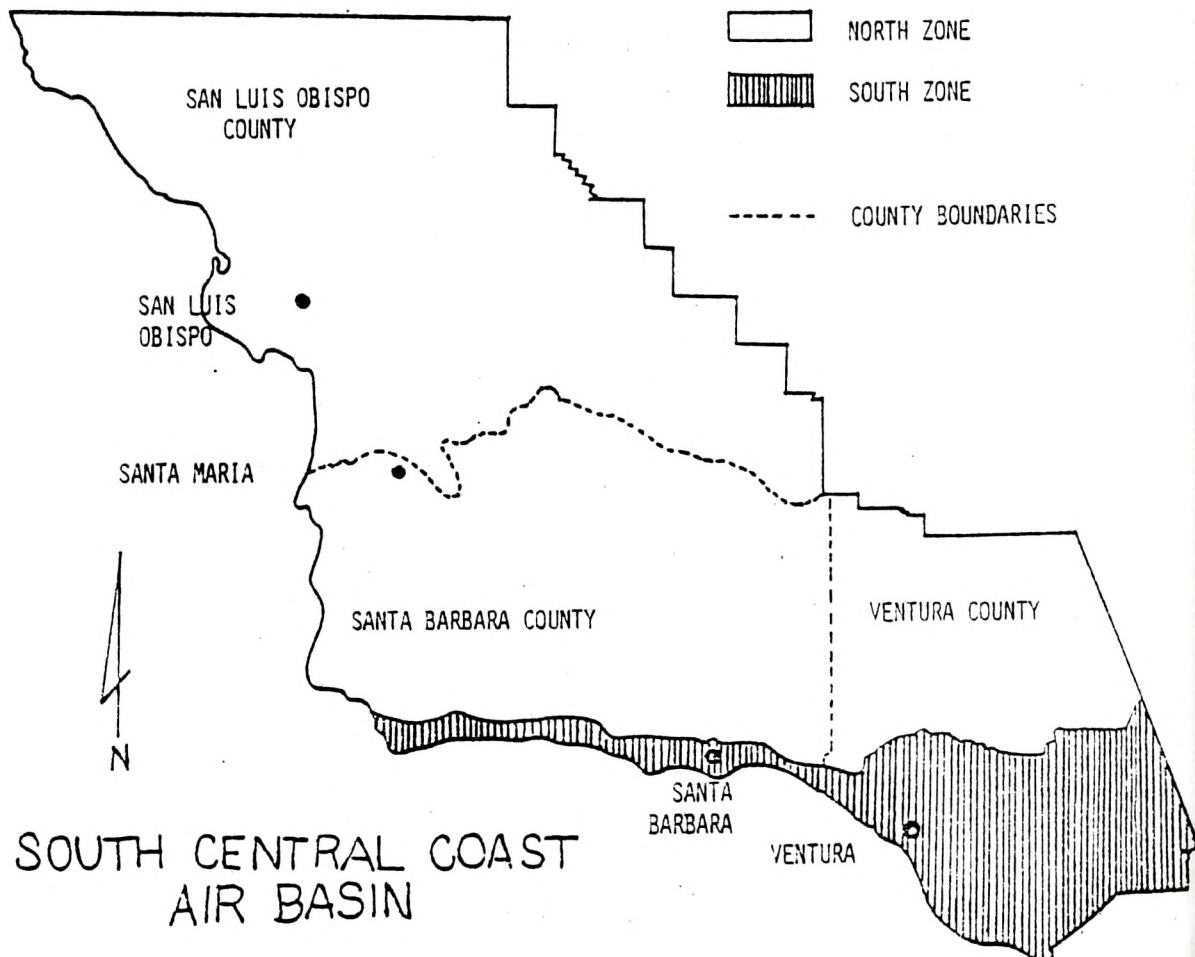 NORTH ZONE
SOUTH ZONE
COUNTY BOUNDARIES
SAN LUIS OBISPO
COUNTY
SAN LUIS
OBISPO
SANTA MARIA
SANTA BARBARA COUNTY
VENTURA COUNTY
N
SANTA
BARBARA
VENTURA
SOUTH CENTRAL COAST
AIR BASIN